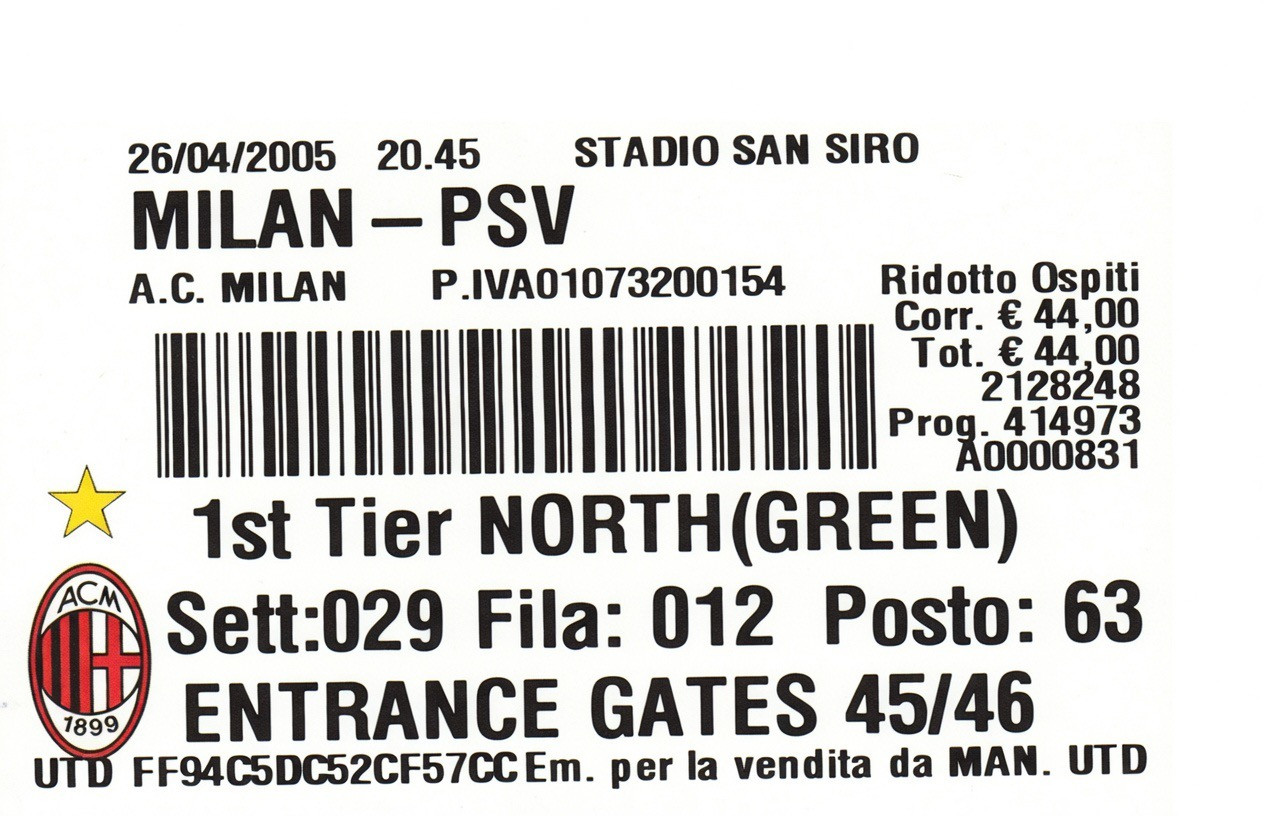 26/04/2005 20.45 STADIO SAN SIRO
MILAN – PSV
A.C. MILAN P.IVA01073200154
Ridotto Ospiti
Corr. € 44,00
Tot. € 44,00
2128248
Prog. 414973
A0000831
1st Tier NORTH(GREEN)
ACM
Sett:029 Fila: 012 Posto: 63
ENTRANCE GATES 45/46
1899
UTD FF94C5DC52CF57CC Em. per la vendita da MAN. UTD